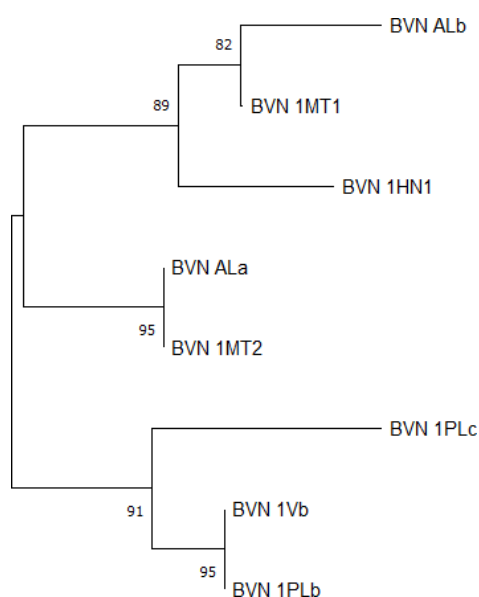 BVN ALb
82
BVN 1MT1
89
BVN 1HN1
BVN ALa
95
BVN 1MT2
BVN 1PLc
91
BVN 1Vb
95
BVN 1PLb